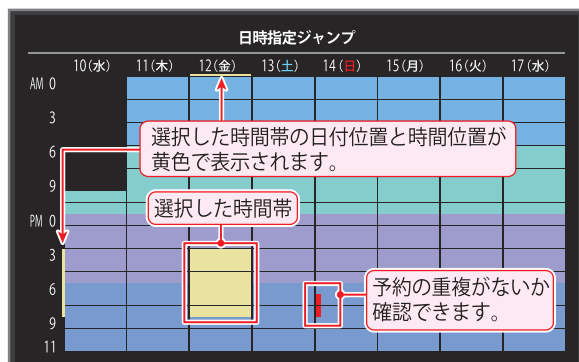 日時指定ジャンプ
10(水) 11(木) 12(金) 13(土) 14(日) 15(月) 16(火) 17(水)
AM 0
3
選択した時間帯の日付位置と時間位置が
黄色で表示されます。
6
9
選択した時間帯
PM 0
3
予約の重複がないか
確認できます。
6
9
11